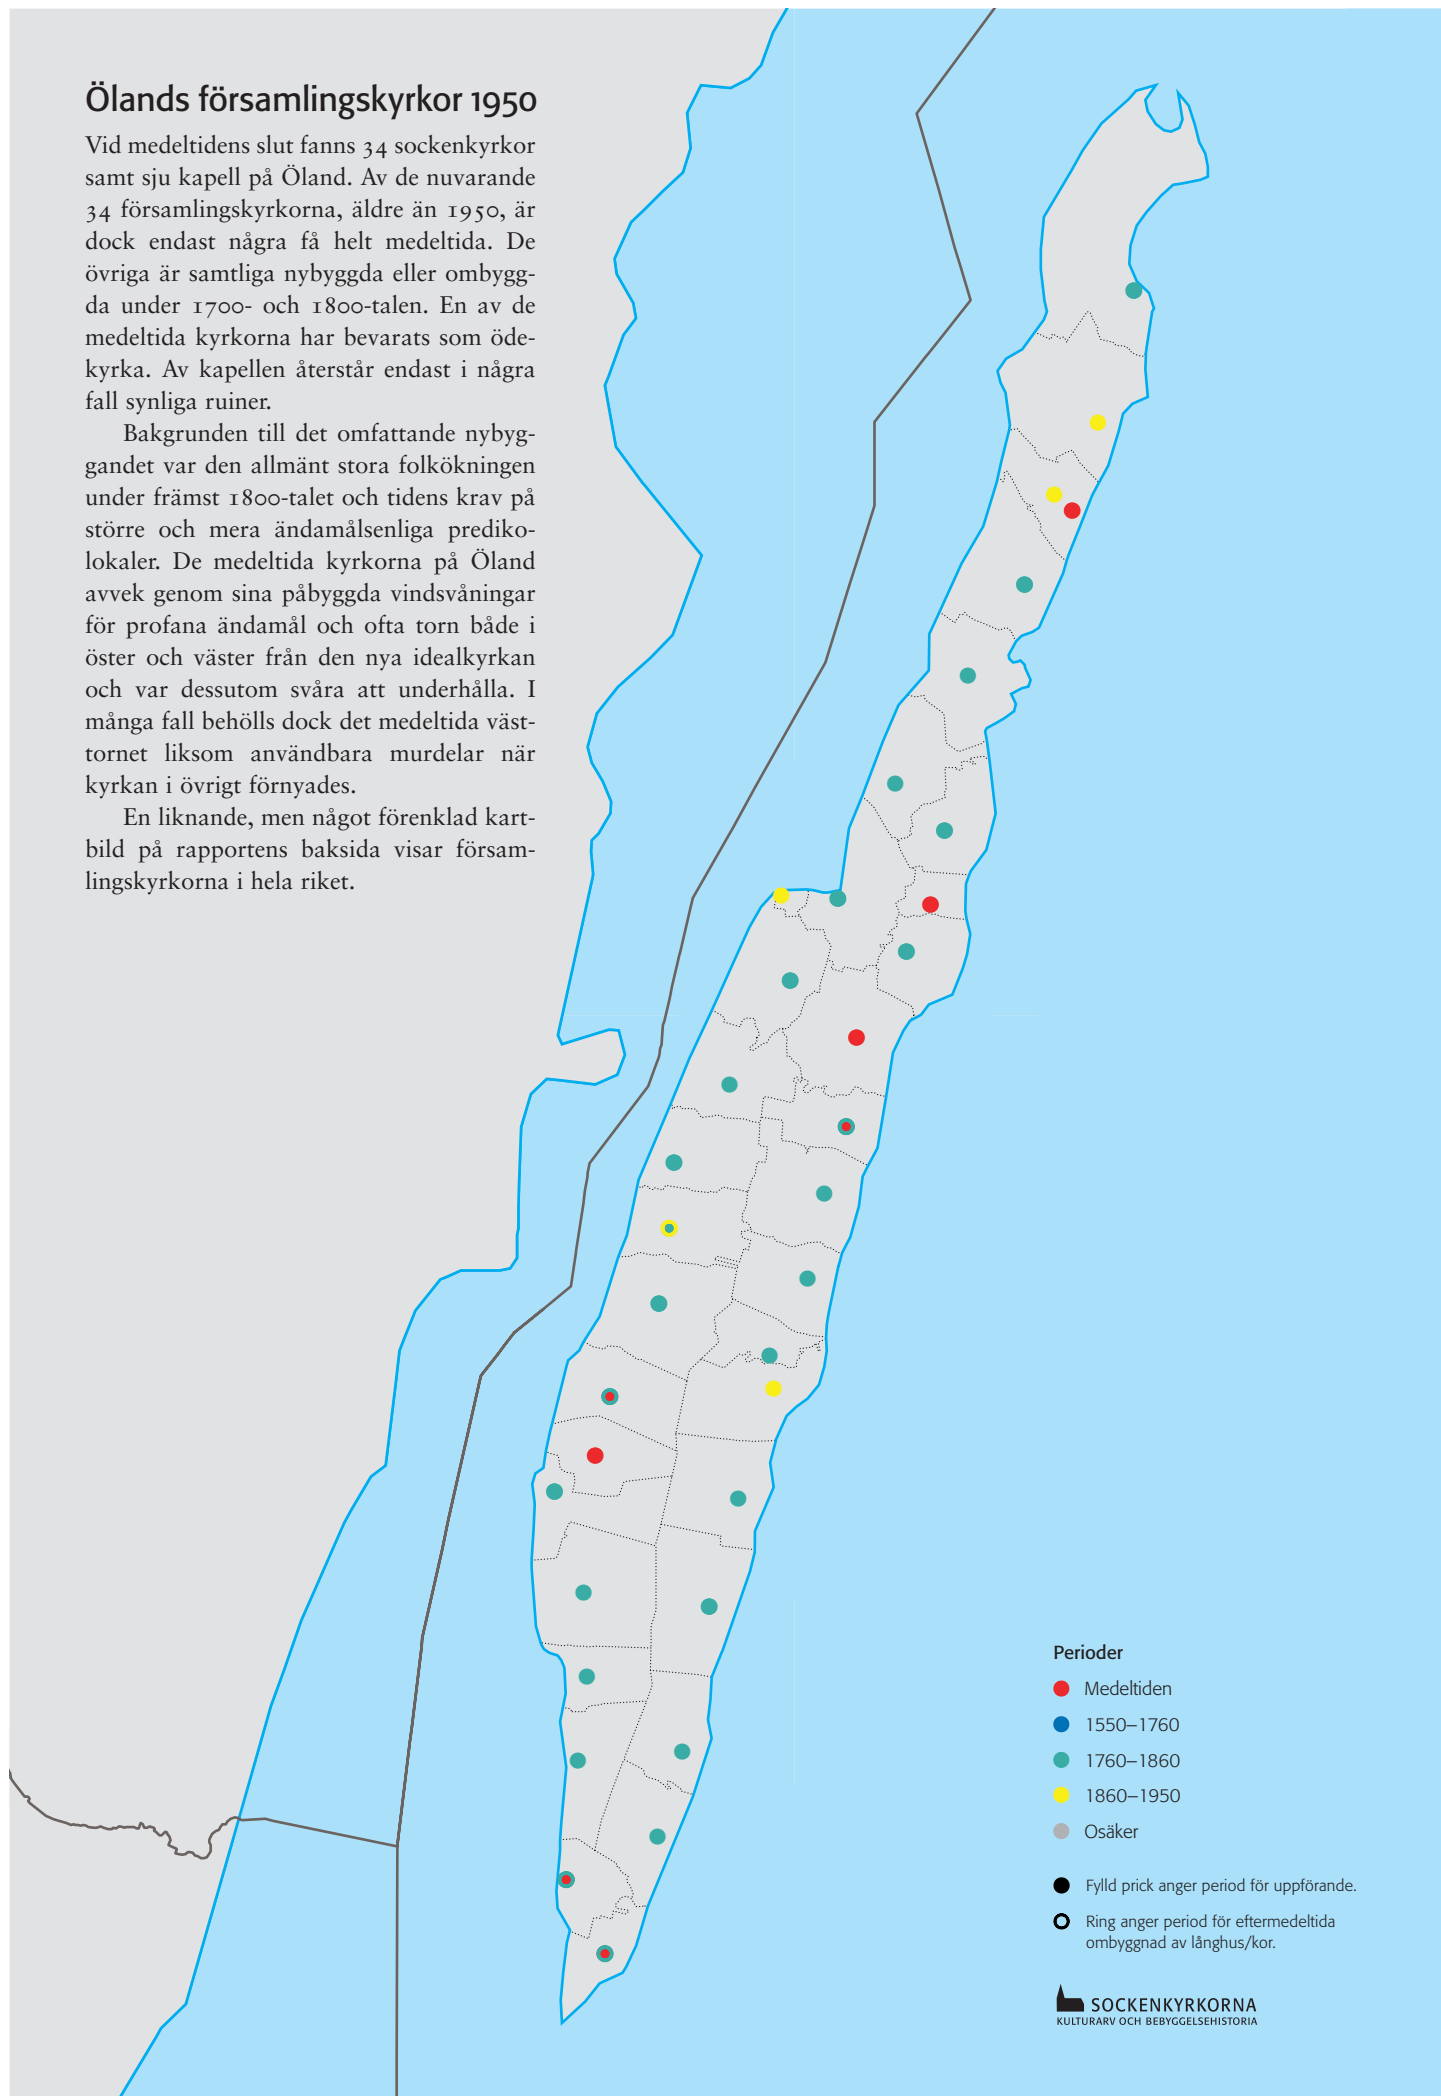 Ölands församlingskyrkor 1950
Vid medeltidens slut fanns 34 sockenkyrkor
samt sju kapell på Öland. Av de nuvarande
34 församlingskyrkorna, äldre än 1950, är
dock endast några få helt medeltida. De
övriga är samtliga nybyggda eller ombygg-
da under 1700- och 1800-talen. En av de
medeltida kyrkorna har bevarats som öde-
kyrka. Av kapellen återstår endast i några
fall synliga ruiner.
Bakgrunden till det omfattande nybyg-
gandet var den allmänt stora folkökningen
under främst 1800-talet och tidens krav på
större och mera ändamålsenliga prediko-
lokaler. De medeltida kyrkorna på Öland
avvek genom sina påbyggda vindsvåningar
för profana ändamål och ofta torn både i
öster och väster från den nya idealkyrkan
och var dessutom svåra att underhålla. I
många fall behölls dock det medeltida väst-
tornet liksom användbara murdelar när
kyrkan i övrigt förnyades.
En liknande, men något förenklad kart-
bild på rapportens baksida visar försam-
lingskyrkorna i hela riket.
Perioder
Medeltiden
1550–1760
1760–1860
1860–1950
Osäker
Fylld prick anger period för uppförande.
Ring anger period för eftermedeltida
ombyggnad av långhus/kor.
SOCKENKYRKORNA
KULTURARV OCH BEBYGGELSEHISTORIA